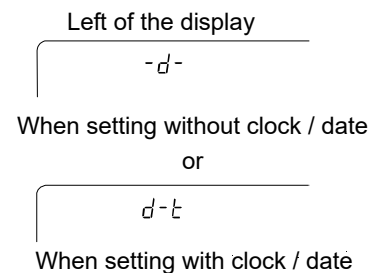 Left of the display
-d-
When setting without clock / date
or
d-t
When setting with clock / date